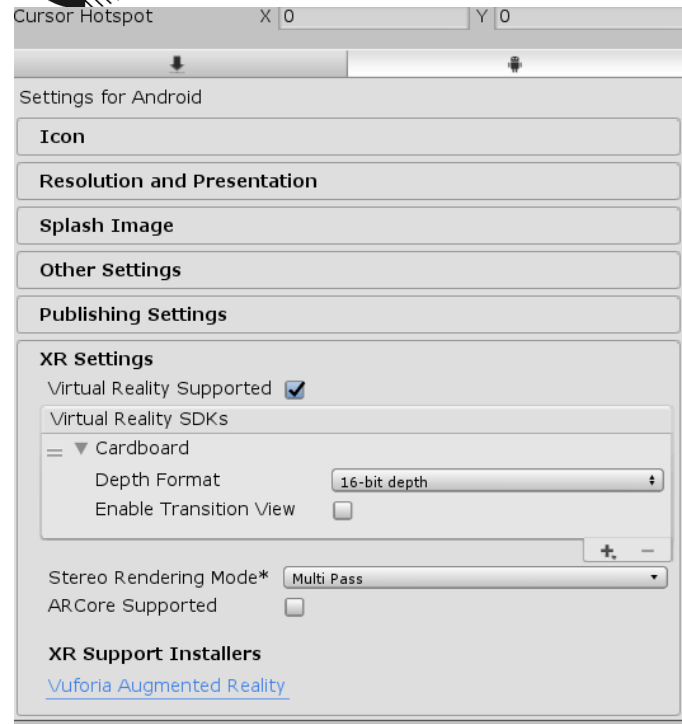 Cursor Hotspot X 0 Y 0
Settings for Android
Icon
Resolution and Presentation
Splash Image
Other Settings
Publishing Settings
XR Settings
Virtual Reality Supported
Virtual Reality SDKs
Cardboard
Depth Format 16-bit depth
Enable Transition View
Stereo Rendering Mode* Multi Pass
ARCore Supported
XR Support Installers
Vuforia Augmented Reality